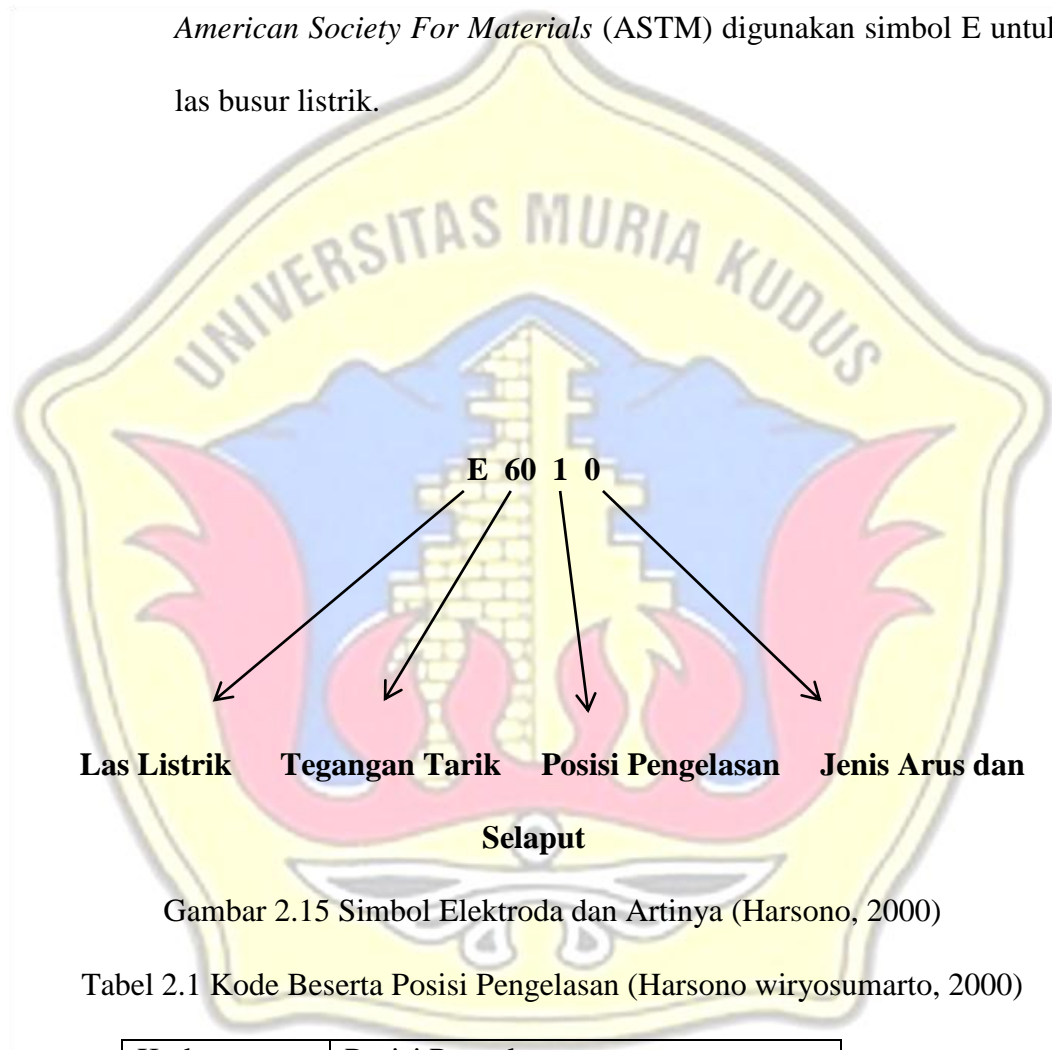 American Society For Materials (ASTM) digunakan simbol E untuk
las busur listrik.
UNIVERSITAS MURIA KUDUS
E 60 1 0
Las Listrik Tegangan Tarik Posisi Pengelasan Jenis Arus dan
Selaput
Gambar 2.15 Simbol Elektroda dan Artinya (Harsono, 2000)
Tabel 2.1 Kode Beserta Posisi Pengelasan (Harsono wiryosumarto, 2000)